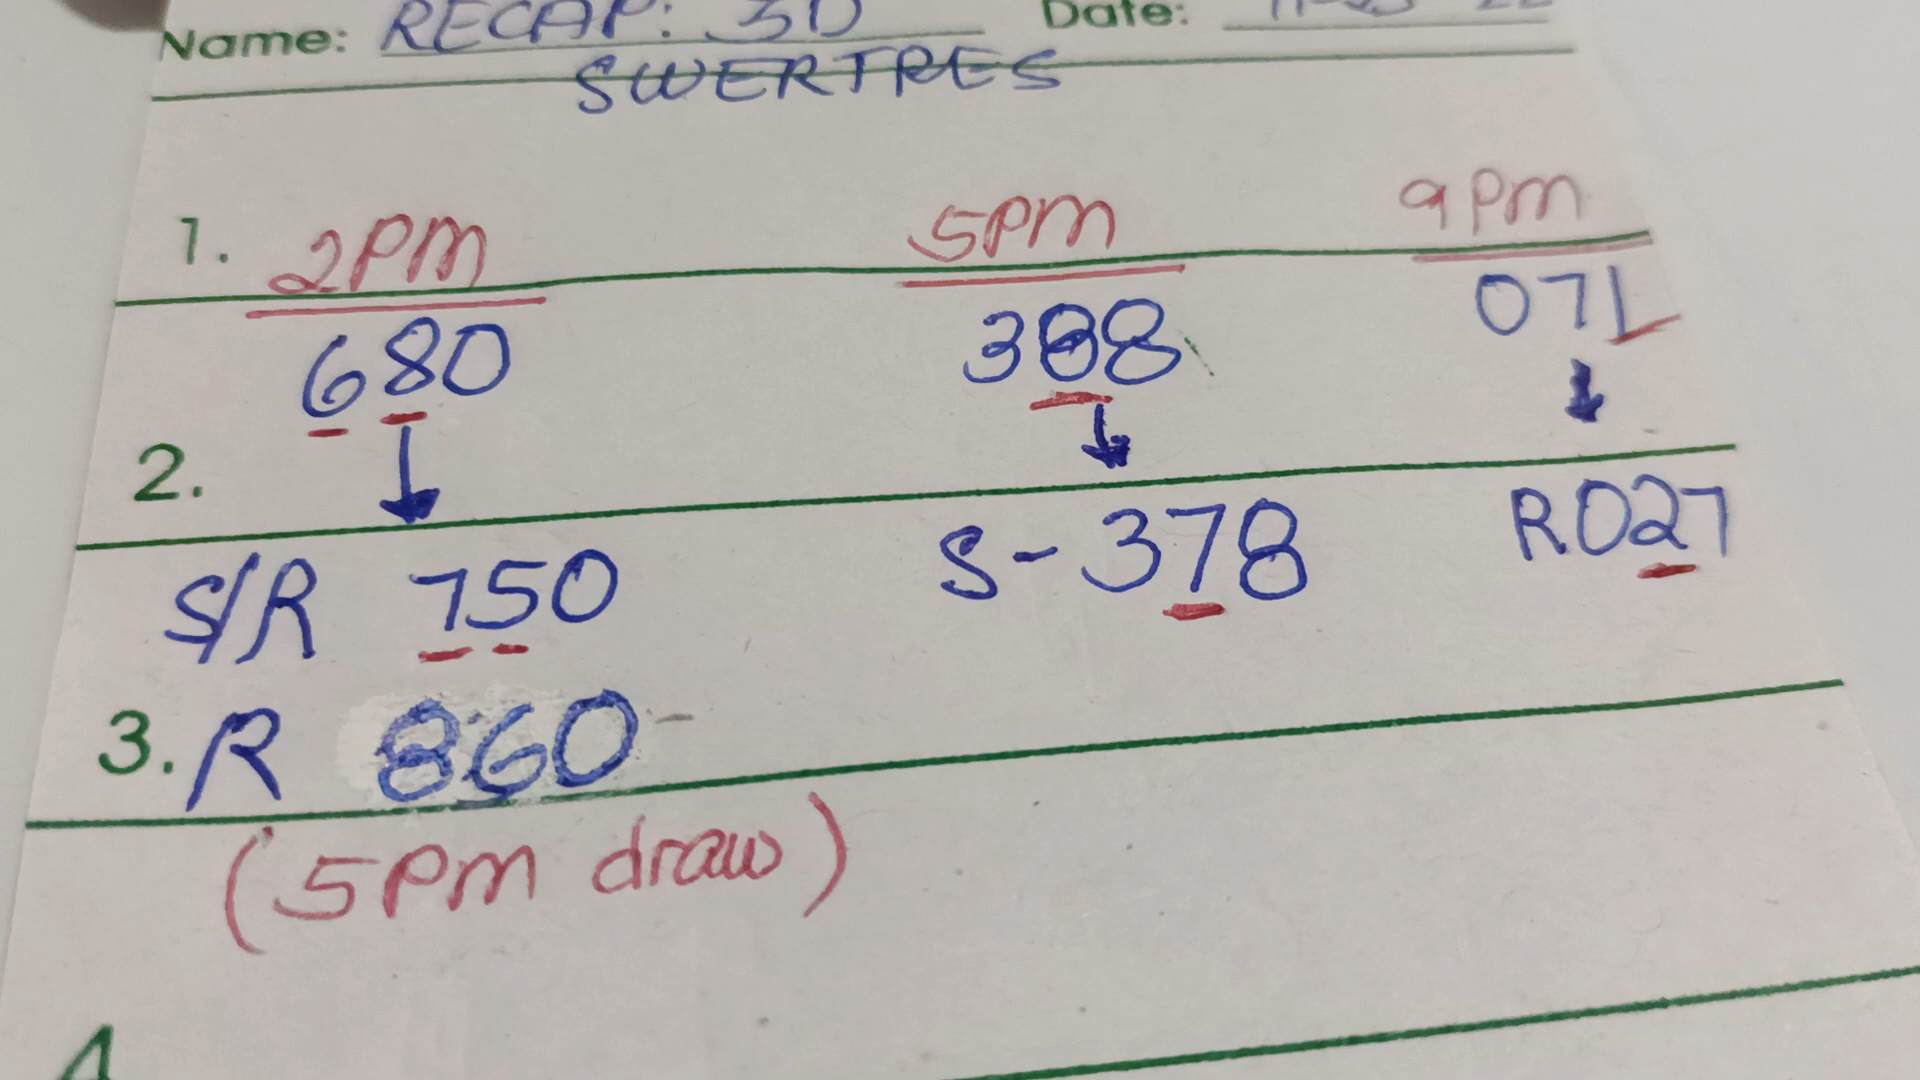 Name: RECAP: 3D Date:
SWERTRES
1. 2PM 5PM 9PM
680 388 071
2.
S/R 750 S-378 R027
3. R 860
(5PM draw)
4